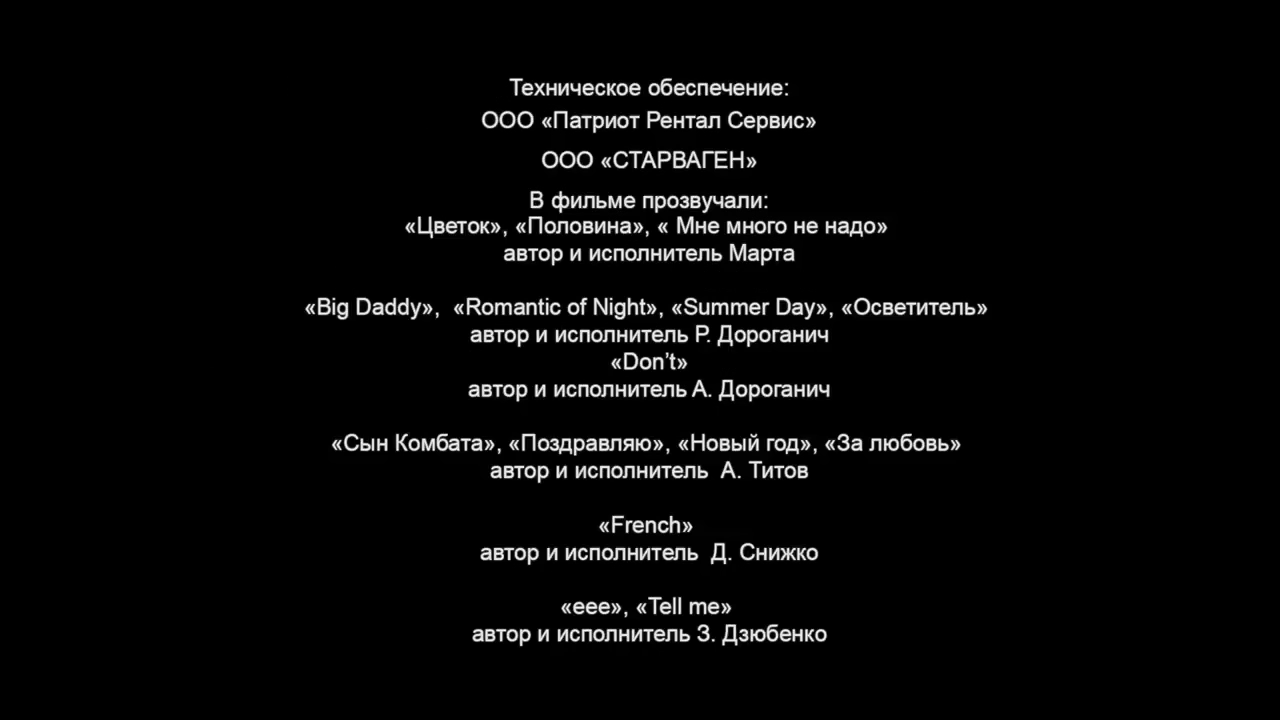 Техническое обеспечение:
ООО «Патриот Рентал Сервис»
ООО «СТАРВАГЕН»
В фильме прозвучали:
«Цветок», «Половина», « Мне много не надо»
автор и исполнитель Марта
«Big Daddy», «Romantic of Night», «Summer Day», «Осветитель»
автор и исполнитель Р. Дороганич
«Don’t»
автор и исполнитель А. Дороганич
«Сын Комбата», «Поздравляю», «Новый год», «За любовь»
автор и исполнитель А. Титов
«French»
автор и исполнитель Д. Снижко
«еее», «Tell me»
автор и исполнитель З. Дзюбенко